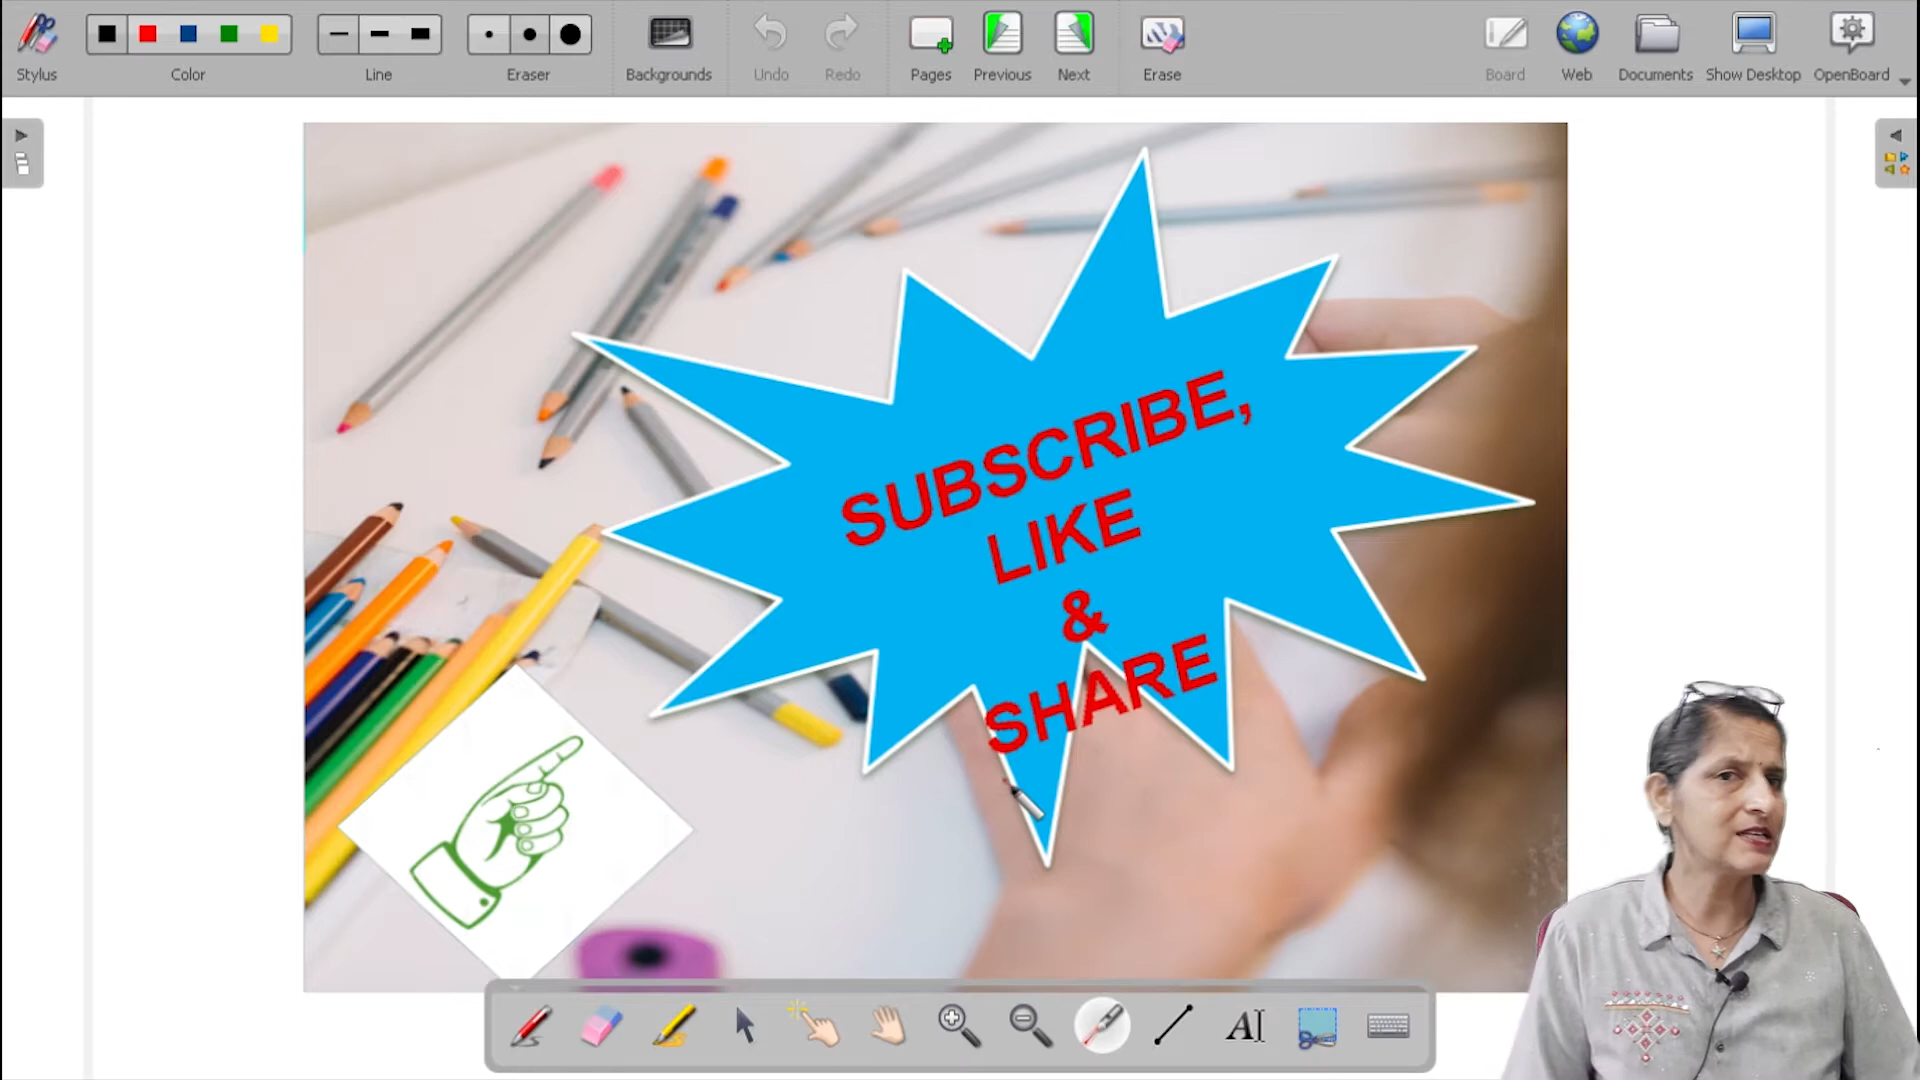 Stylus
Color
Line
Eraser
Backgrounds
Undo
Redo
Pages
Previous
Next
Erase
Board
Web
Documents
Show Desktop
OpenBoard
SUBSCRIBE,
LIKE
&
SHARE
AI